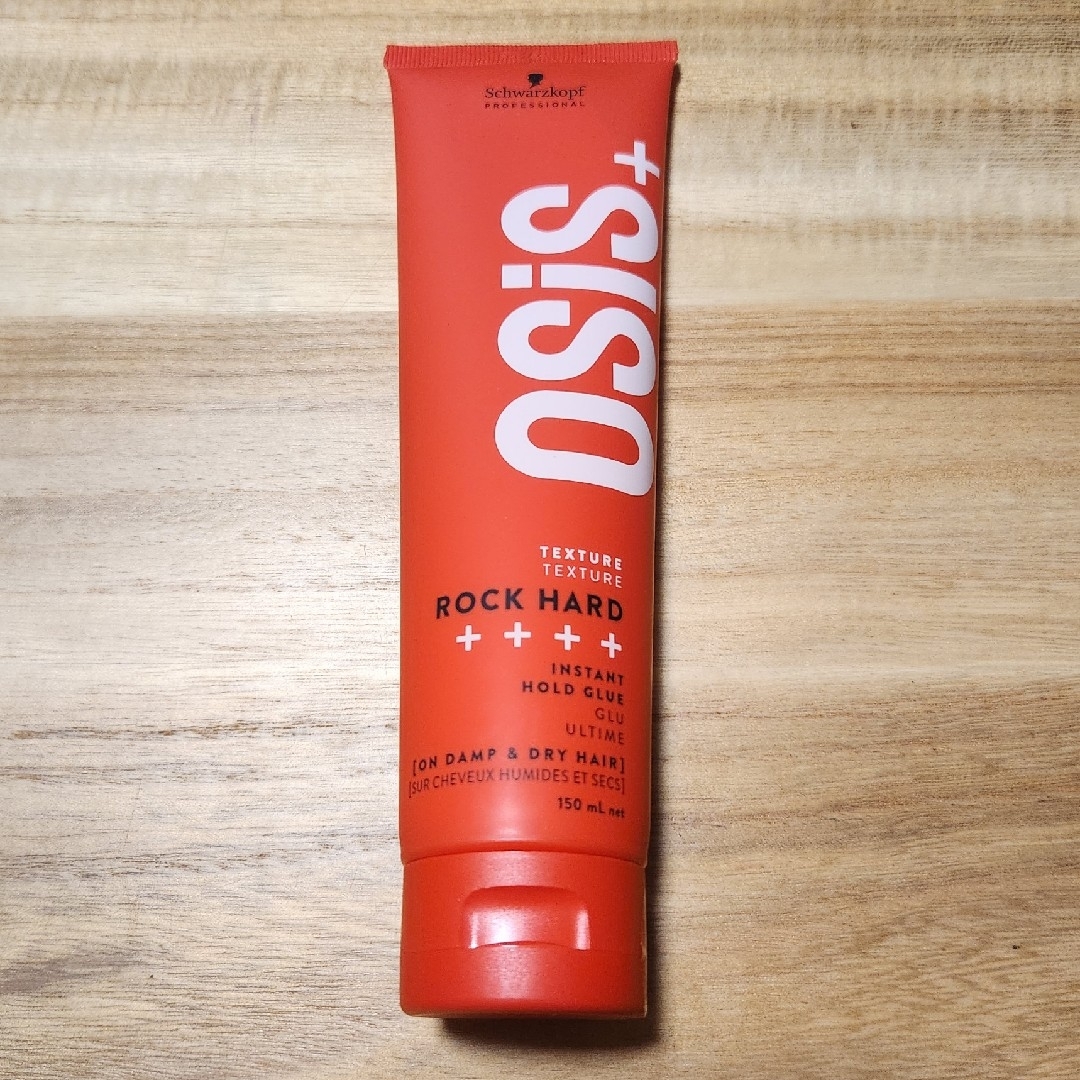 Schwarzkopf
PROFESSIONAL
OSiS+
TEXTURE
TEXTURE
ROCK HARD
++++
INSTANT
HOLD GLUE
GLU
ULTIME
[ON DAMP & DRY HAIR]
[SUR CHEVEUX HUMIDES ET SECS]
150 mL net